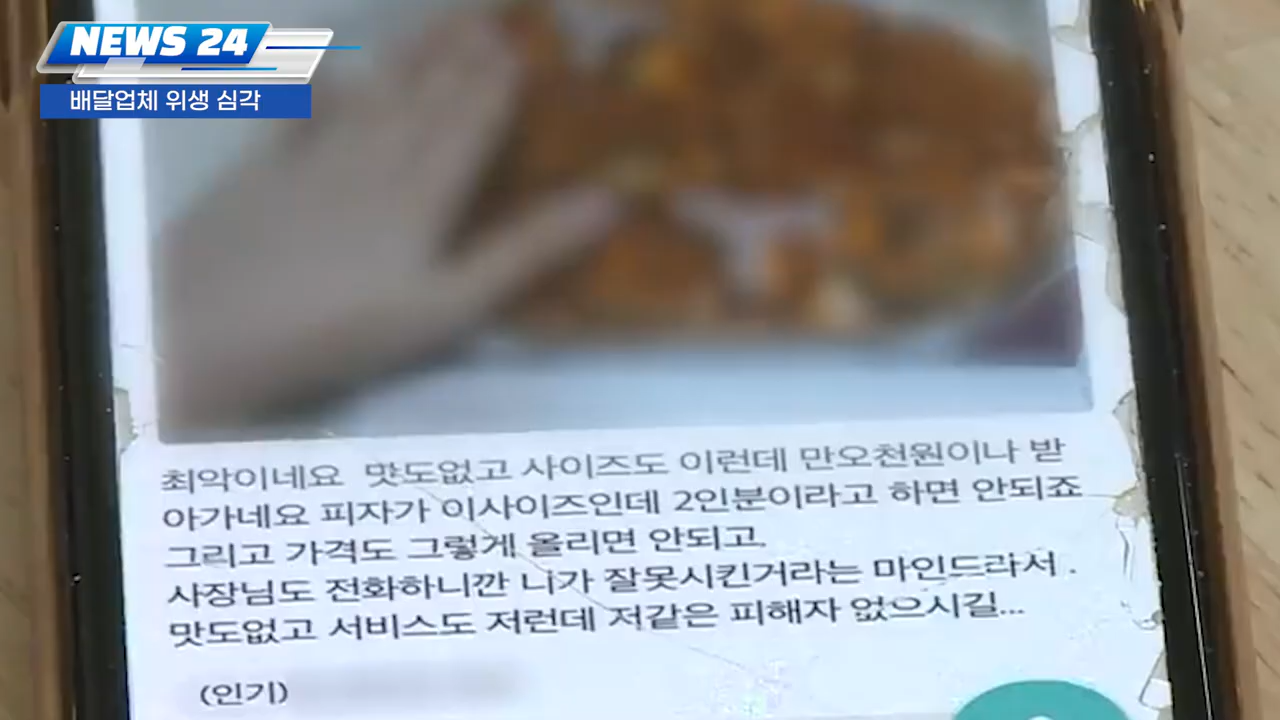 NEWS 24
배달업체 위생 심각
최악이네요 맛도없고 사이즈도 이런데 만오천원이나 받
아가네요 피자가 이사이즈인데 2인분이라고 하면 안되죠
그리고 가격도 그렇게 올리면 안되고.
사장님도 전화하니깐 니가 잘못시킨거라는 마인드라서 .
맛도없고 서비스도 저런데 저같은 피해자 없으시길...
(인기)